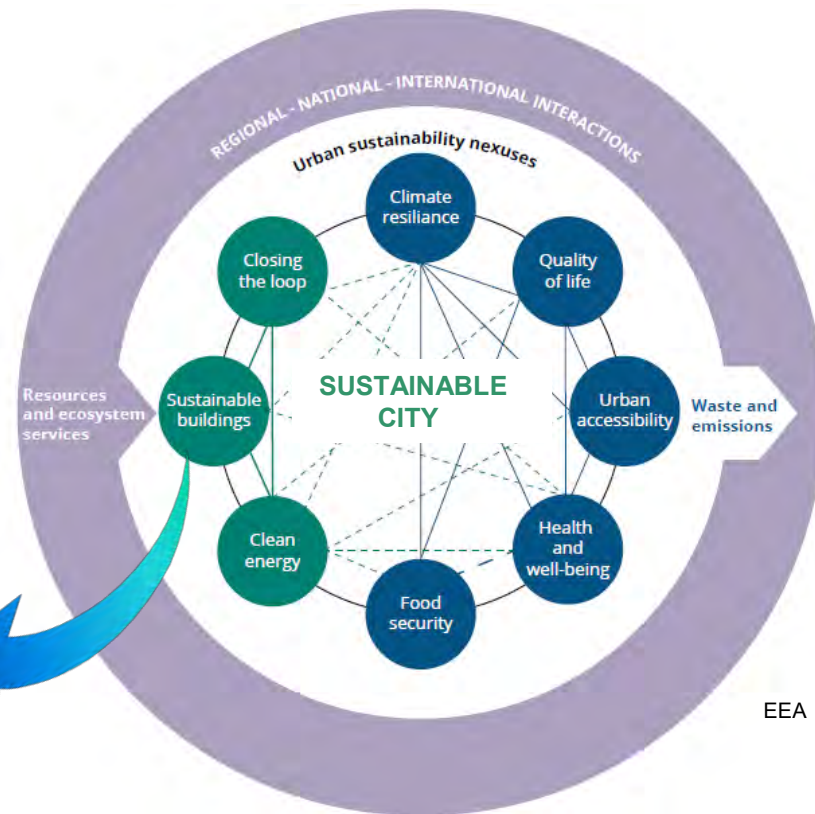 REGIONAL - NATIONAL - INTERNATIONAL INTERACTIONS
Urban sustainability nexuses
Climate
resiliance
Closing
the loop
Quality
of life
Resources
and ecosystem
services
Sustainable
buildings
SUSTAINABLE
CITY
Urban
accessibility
Waste and
emissions
Clean
energy
Health
and
well-being
Food
security
EEA